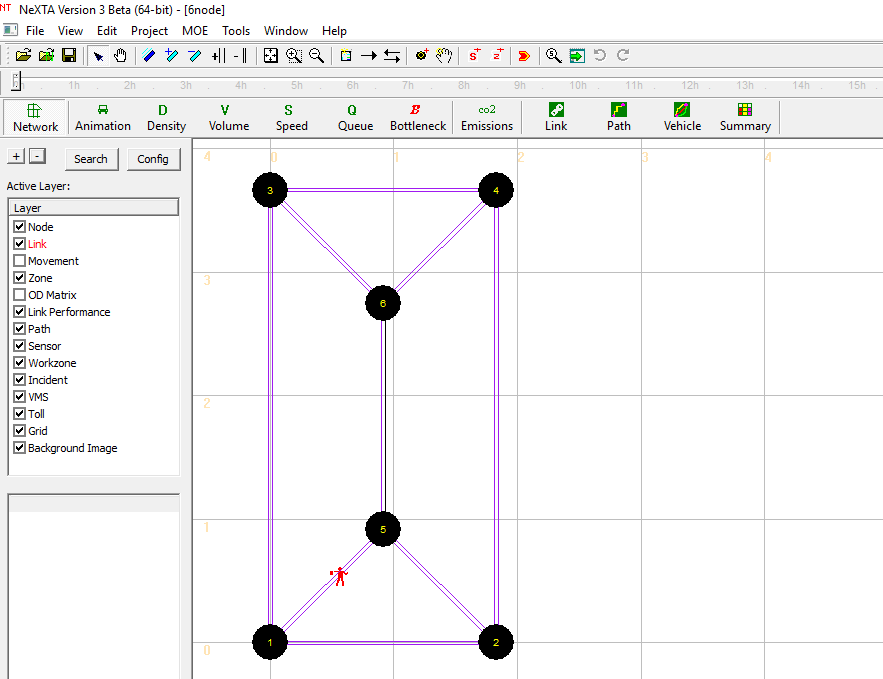 NeXTA Version 3 Beta (64-bit) - [6node]
File View Edit Project MOE Tools Window Help
1h 2h 3h 4h 5h 6h 7h 8h 9h 10h 11h 12h 13h 14h 15h
D V S Q B co2
Network Animation Density Volume Speed Queue Bottleneck Emissions Link Path Vehicle Summary
+ - Search Config
Active Layer:
Layer
Node
Link
Movement
Zone
OD Matrix
Link Performance
Path
Sensor
Workzone
Incident
VMS
Toll
Grid
Background Image
4 0 1 2 3 4
3 4
3
6
2
1
5
1 2
0